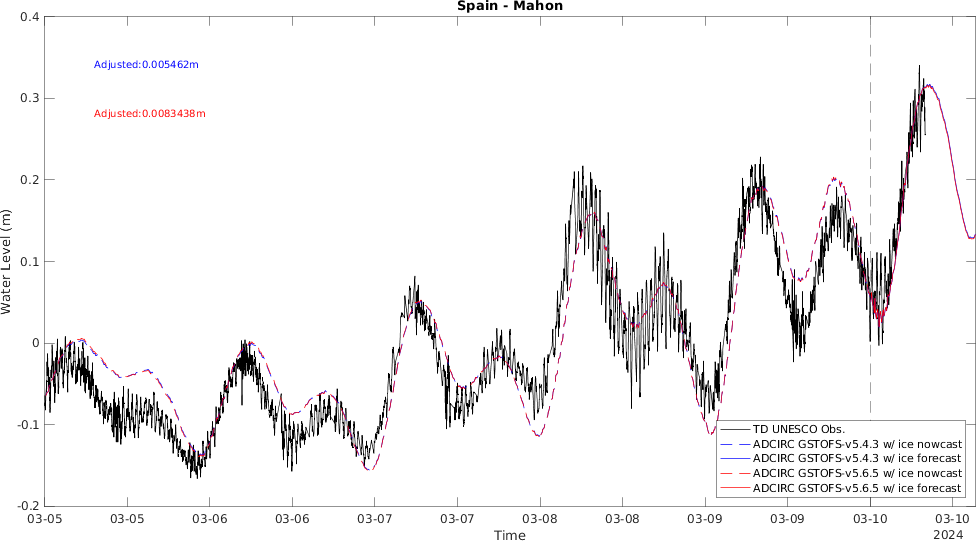 Spain - Mahon
0.4
0.3
0.2
0.1
0
-0.1
-0.2
Water Level (m)
Adjusted:0.005462m
Adjusted:0.0083438m
TD UNESCO Obs.
ADCIRC GSTOFS-v5.4.3 w/ ice nowcast
ADCIRC GSTOFS-v5.4.3 w/ ice forecast
ADCIRC GSTOFS-v5.6.5 w/ ice nowcast
ADCIRC GSTOFS-v5.6.5 w/ ice forecast
03-05 03-05 03-06 03-06 03-07 03-07 03-08 03-08 03-09 03-09 03-10 03-10
2024
Time